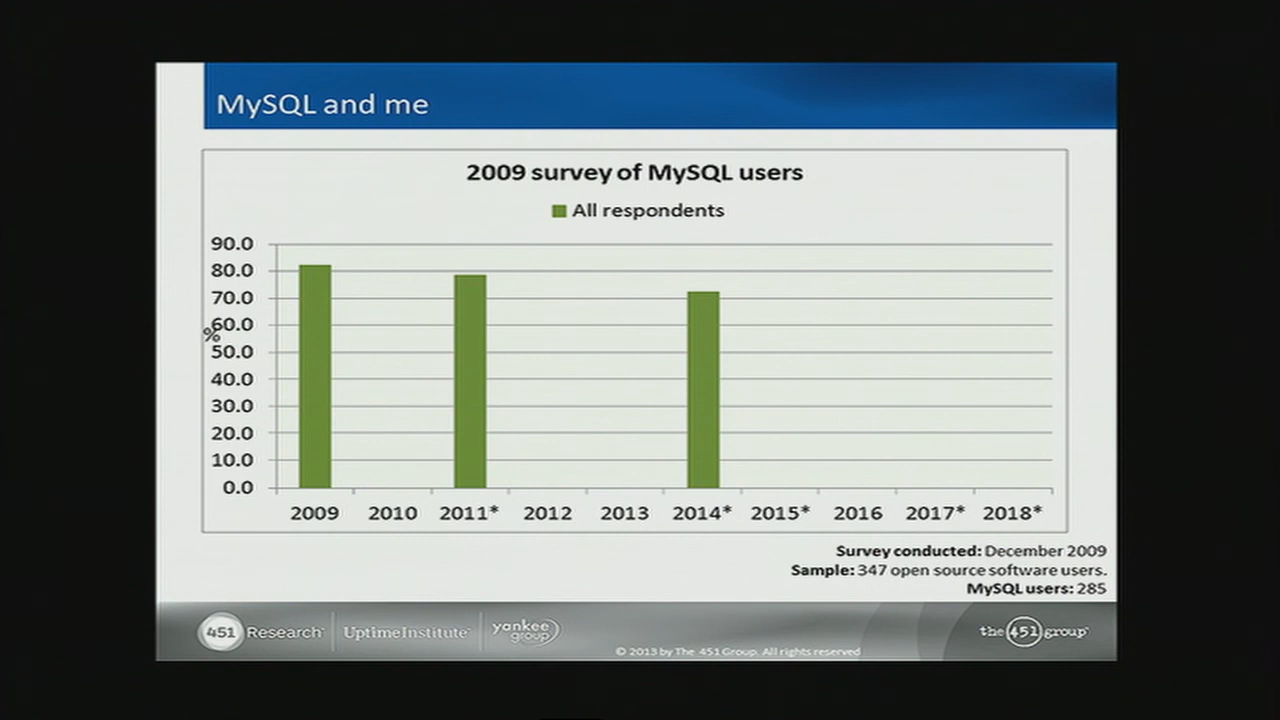 MySQL and me
2009 survey of MySQL users
All respondents
90.0
80.0
70.0
60.0
%
50.0
40.0
30.0
20.0
10.0
0.0
2009 2010 2011* 2012 2013 2014* 2015* 2016 2017* 2018*
Survey conducted: December 2009
Sample: 347 open source software users.
MySQL users: 285
451 Research UptimeInstitute yankee group the 451 group
© 2013 by The 451 Group. All rights reserved